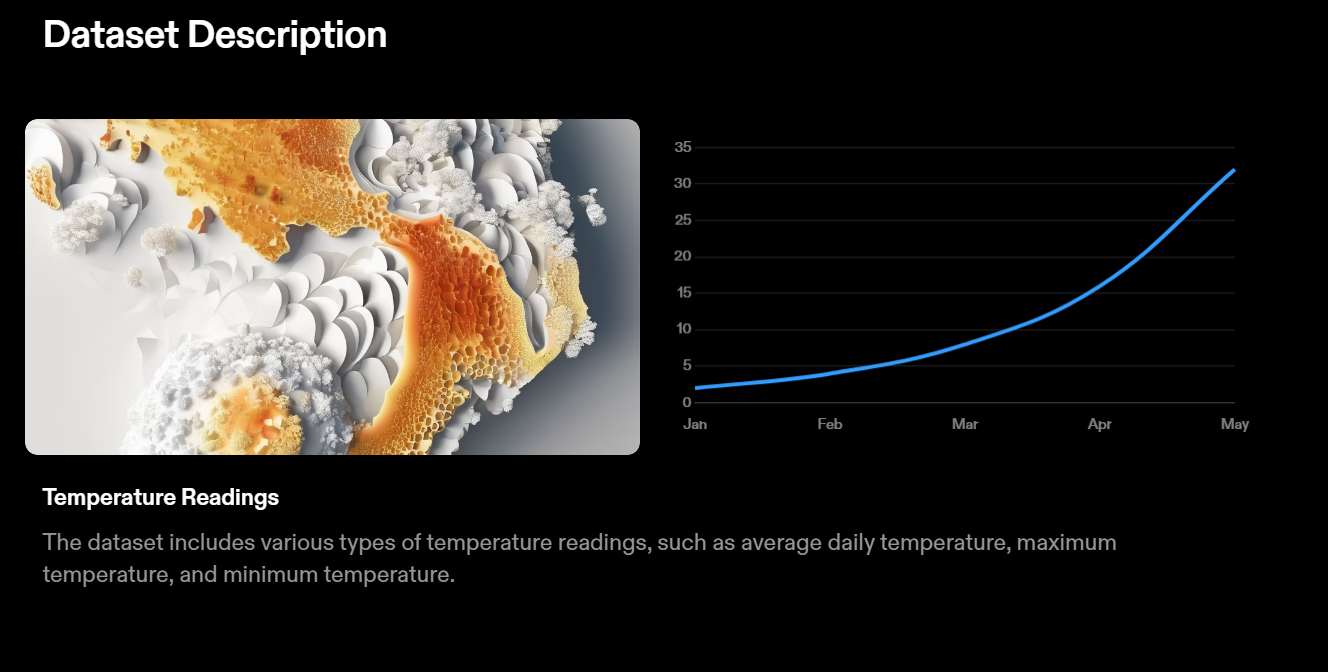 Dataset Description
35
30
25
20
15
10
5
0
Jan Feb Mar Apr May
Temperature Readings
The dataset includes various types of temperature readings, such as average daily temperature, maximum
temperature, and minimum temperature.